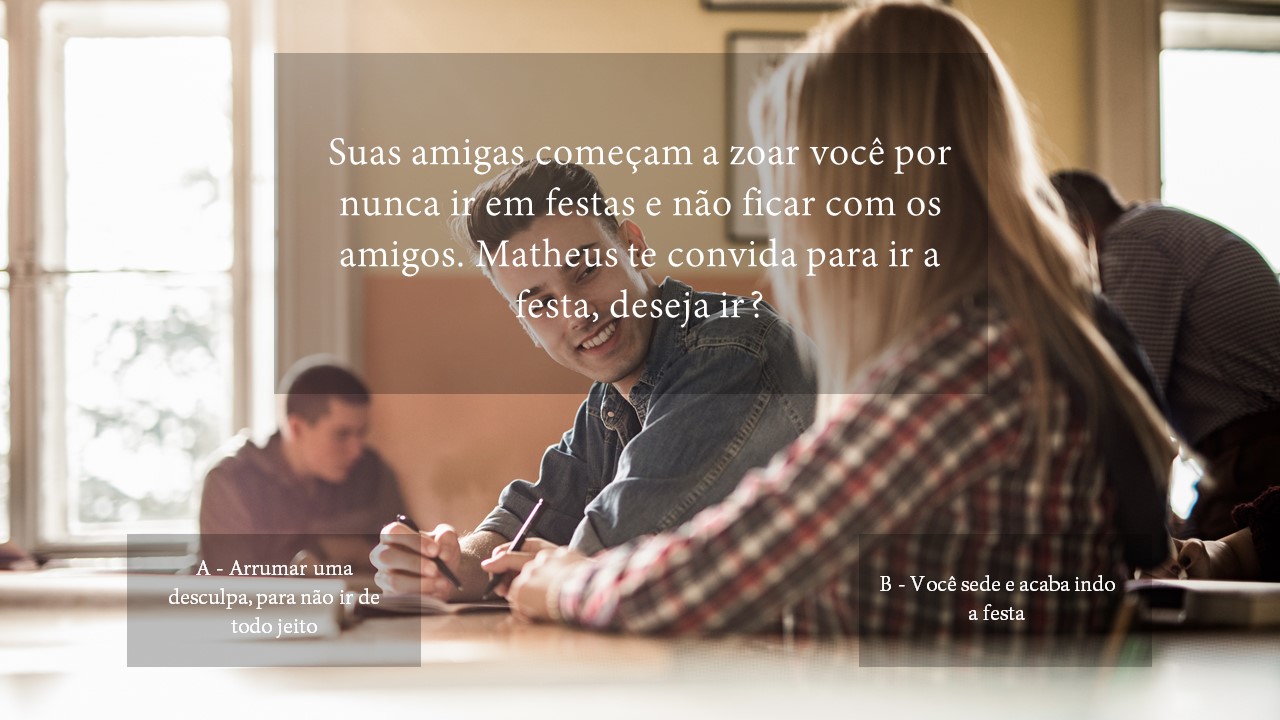 Suas amigas começam a zoar você por
nunca ir em festas e não ficar com os
amigos. Matheus te convida para ir a
festa, deseja ir ?
A - Arrumar uma
desculpa, para não ir de
todo jeito
B - Você sede e acaba indo
a festa